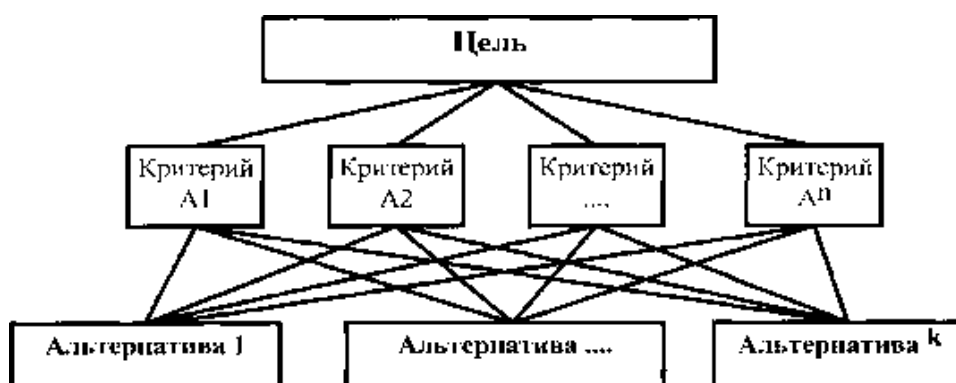 Цель
Критерий
А1
Критерий
А2
Критерий
....
Критерий
Аn
Альтернатива 1
Альтернатива ....
Альтернатива k